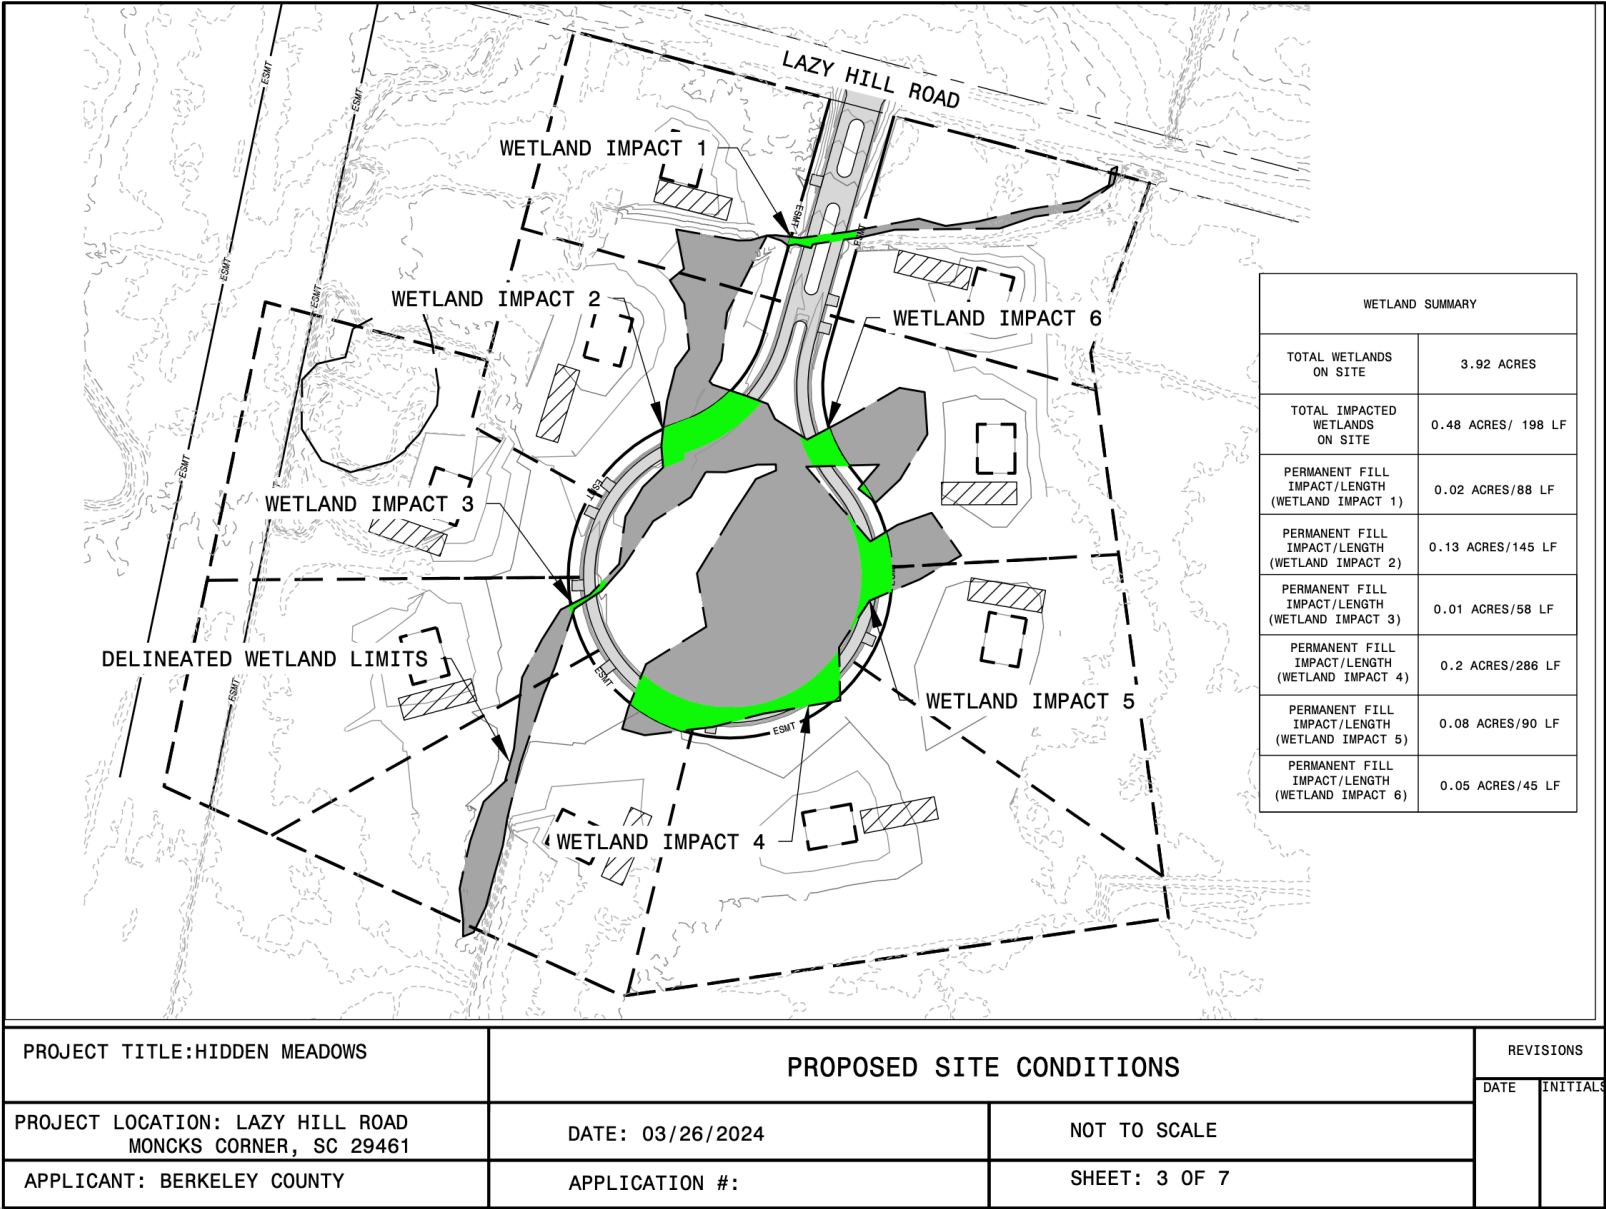 LAZY HILL ROAD
ESMT
ESMT
WETLAND IMPACT 1
ESMT
ESMT
ESMT
ESMT
WETLAND IMPACT 2
WETLAND IMPACT 6
ESMT
ESMT
WETLAND IMPACT 3
ESMT
DELINEATED WETLAND LIMITS
ESMT
ESMT
WETLAND IMPACT 5
ESMT
WETLAND IMPACT 4
WETLAND SUMMARY
TOTAL WETLANDS
ON SITE
3.92 ACRES
TOTAL IMPACTED
WETLANDS
ON SITE
0.48 ACRES/ 198 LF
PERMANENT FILL
IMPACT/LENGTH
(WETLAND IMPACT 1)
0.02 ACRES/88 LF
PERMANENT FILL
IMPACT/LENGTH
(WETLAND IMPACT 2)
0.13 ACRES/145 LF
PERMANENT FILL
IMPACT/LENGTH
(WETLAND IMPACT 3)
0.01 ACRES/58 LF
PERMANENT FILL
IMPACT/LENGTH
(WETLAND IMPACT 4)
0.2 ACRES/286 LF
PERMANENT FILL
IMPACT/LENGTH
(WETLAND IMPACT 5)
0.08 ACRES/90 LF
PERMANENT FILL
IMPACT/LENGTH
(WETLAND IMPACT 6)
0.05 ACRES/45 LF
PROJECT TITLE:HIDDEN MEADOWS
PROPOSED SITE CONDITIONS
REVISIONS
DATE
INITIALS
PROJECT LOCATION: LAZY HILL ROAD
MONCKS CORNER, SC 29461
DATE: 03/26/2024
NOT TO SCALE
APPLICANT: BERKELEY COUNTY
APPLICATION #:
SHEET: 3 OF 7